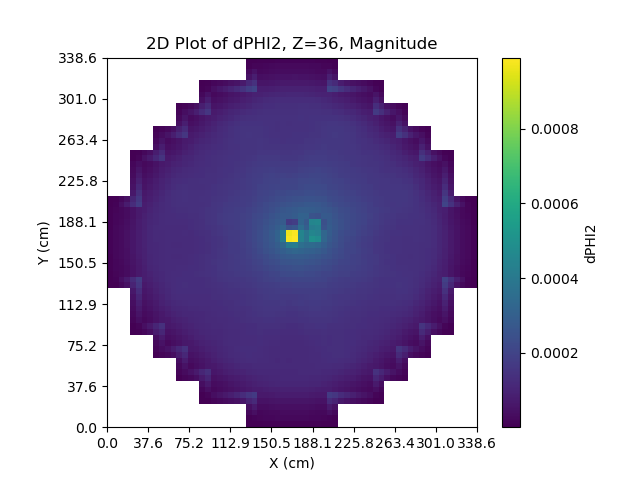 2D Plot of dPHI2, Z=36, Magnitude
338.6
301.0
263.4
225.8
188.1
150.5
112.9
75.2
37.6
0.0
Y (cm)
0.0 37.6 75.2 112.9 150.5 188.1 225.8 263.4 301.0 338.6
X (cm)
0.0008
0.0006
0.0004
0.0002
dPHI2